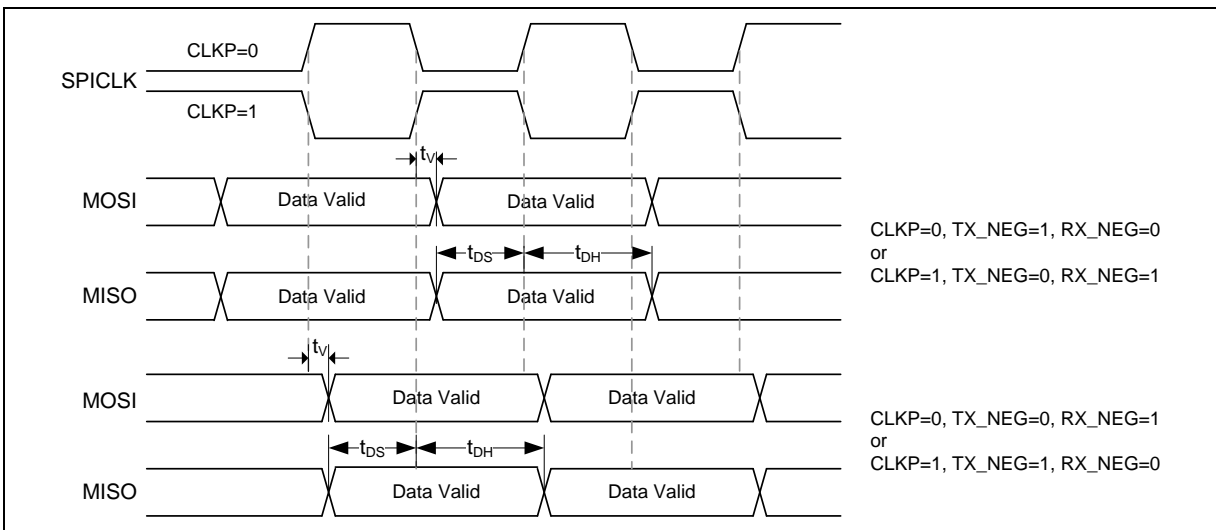 CLKP=0
SPICLK
CLKP=1
tV
MOSI
Data Valid
Data Valid
CLKP=0, TX_NEG=1, RX_NEG=0
or
CLKP=1, TX_NEG=0, RX_NEG=1
tDS
tDH
MISO
Data Valid
Data Valid
tV
MOSI
Data Valid
Data Valid
CLKP=0, TX_NEG=0, RX_NEG=1
or
CLKP=1, TX_NEG=1, RX_NEG=0
tDS
tDH
MISO
Data Valid
Data Valid